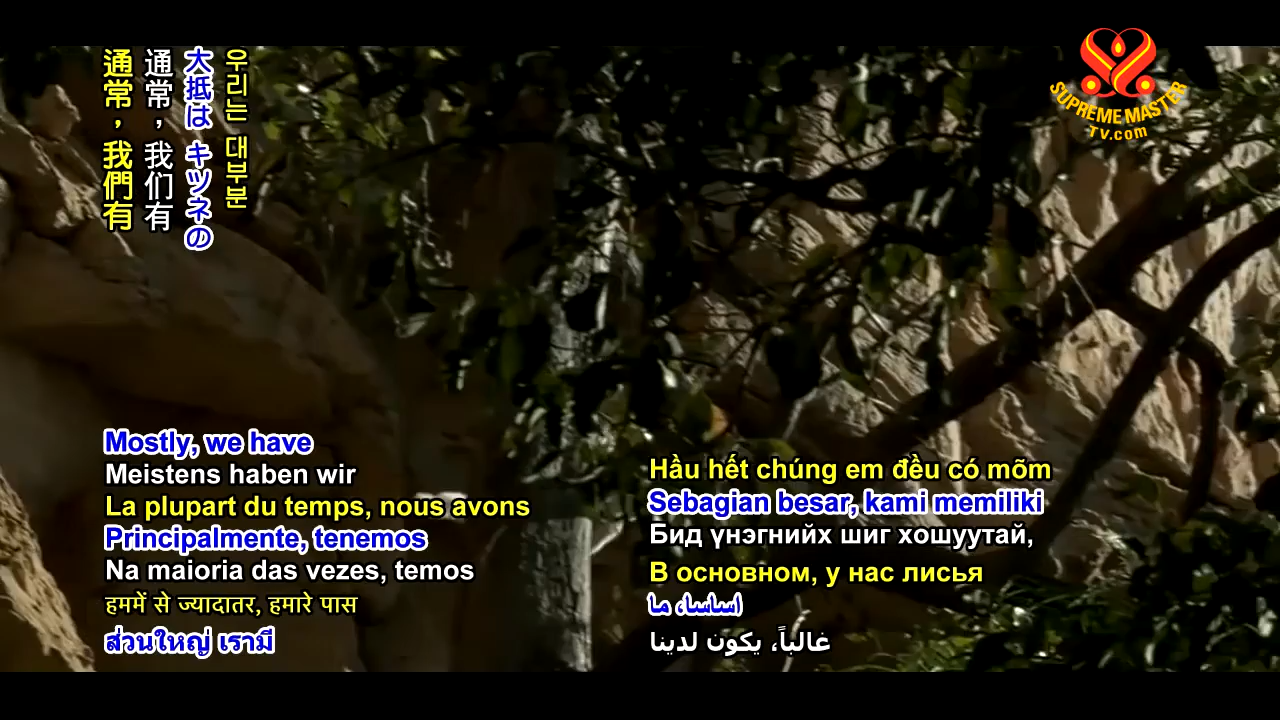 우리는 대부분
大抵は キツネの
通常，我们有
通常，我們有
SUPREME MASTER
TV.com
Mostly, we have
Meistens haben wir
La plupart du temps, nous avons
Principalmente, tenemos
Na maioria das vezes, temos
हममें से ज्यादातर, हमारे पास
ส่วนใหญ่ เรามี
Hầu hết chúng em đều có mõm
Sebagian besar, kami memiliki
Бид үнэгнийх шиг хошуутай,
В основном, у нас лисья
اساسا، ما
غالباً، يكون لدينا